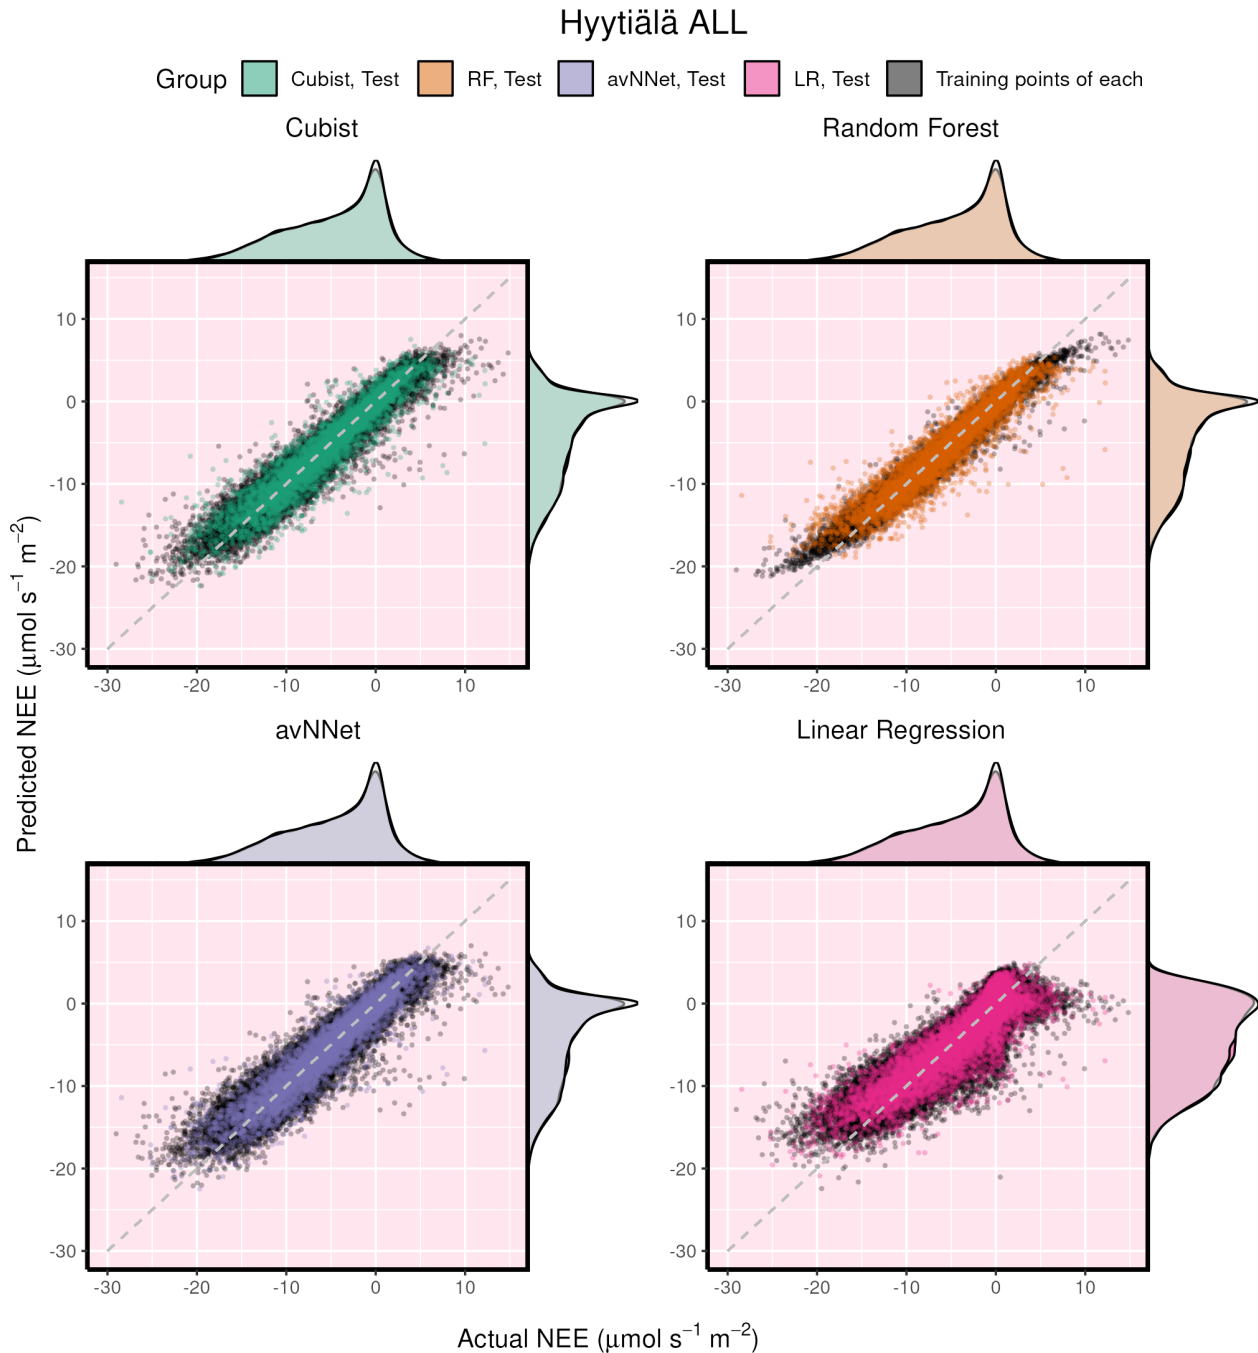 Hyytiälä ALL
Group Cubist, Test RF, Test avNNet, Test LR, Test Training points of each
Cubist
Random Forest
10
0
-10
-20
-30
-30 -20 -10 0 10
10
0
-10
-20
-30
-30 -20 -10 0 10
avNNet
Linear Regression
10
0
-10
-20
-30
-30 -20 -10 0 10
10
0
-10
-20
-30
-30 -20 -10 0 10
Predicted NEE (μmol s⁻¹ m⁻²)
Actual NEE (μmol s⁻¹ m⁻²)